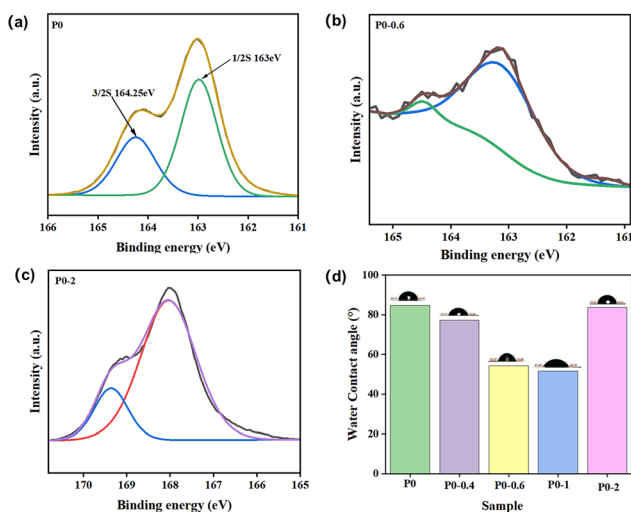 (a)
P0
1/2S 163eV
3/2S 164.25eV
Intensity (a.u.)
166 165 164 163 162 161
Binding energy (eV)
(b)
P0-0.6
Intensity (a.u.)
165 164 163 162 161
Binding energy (eV)
(c)
P0-2
Intensity (a.u.)
170 169 168 167 166 165
Binding energy (eV)
(d)
100
80
60
40
20
0
Water Contact angle (°)
P0 P0-0.4 P0-0.6 P0-1 P0-2
Sample